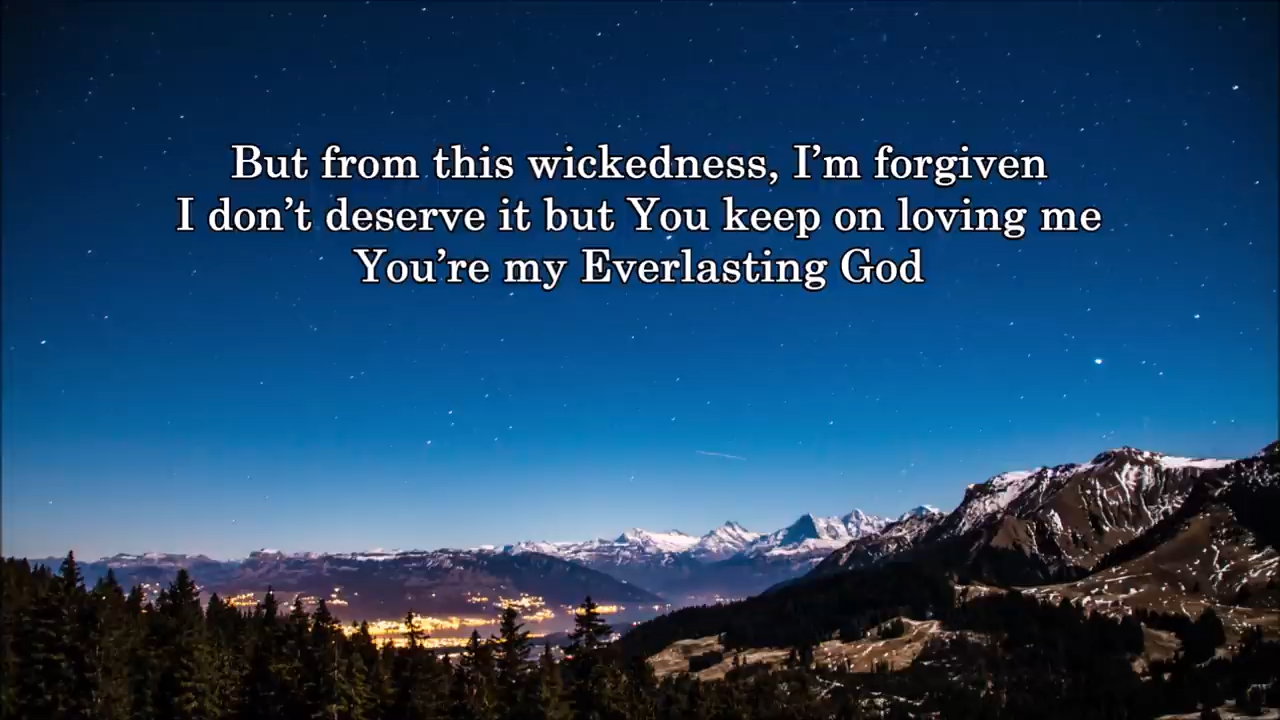 But from this wickedness, I’m forgiven
I don’t deserve it but You keep on loving me
You’re my Everlasting God